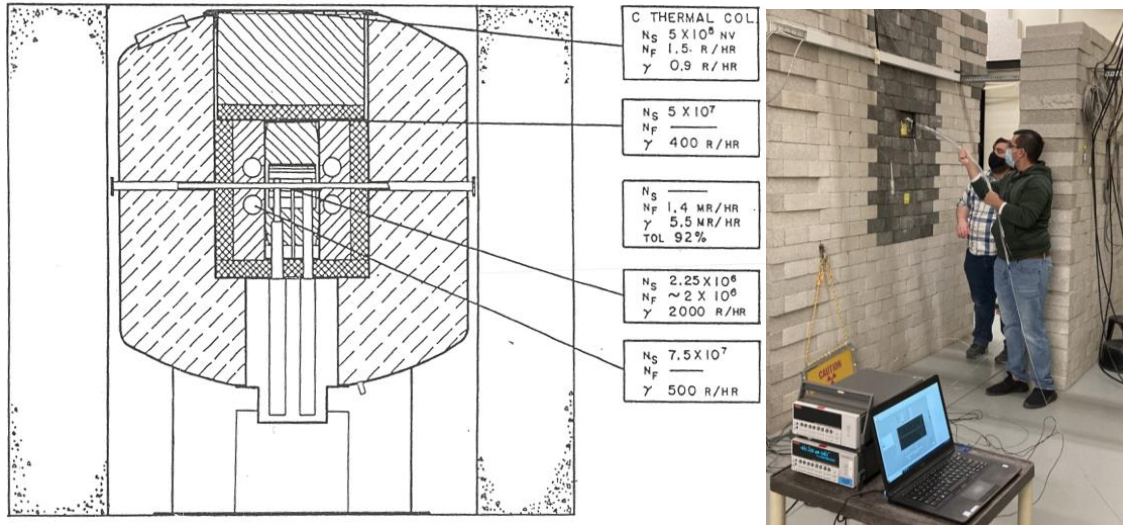 C THERMAL COL.
NS 5 X 10⁸ NV
NF 1.5 R/HR
γ 0.9 R/HR
NS 5 X 10⁷
NF ——
γ 400 R/HR
NS ——
NF 1.4 MR/HR
γ 5.5 MR/HR
TOL 92%
NS 2.25 X 10⁶
NF ~2 X 10⁶
γ 2000 R/HR
NS 7.5 X 10⁷
NF ——
γ 500 R/HR
CAUTION